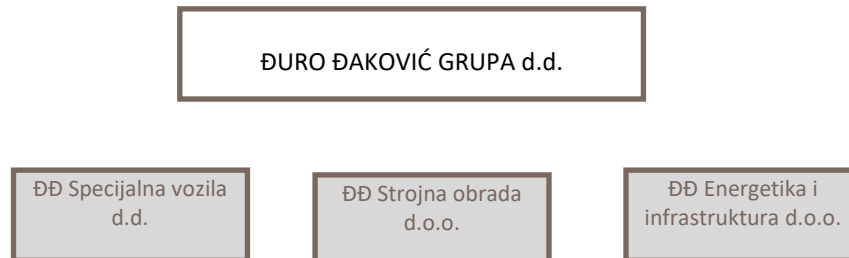 ĐURO ĐAKOVIĆ GRUPA d.d.
ĐĐ Specijalna vozila
d.d.
ĐĐ Strojna obrada
d.o.o.
ĐĐ Energetika i
infrastruktura d.o.o.